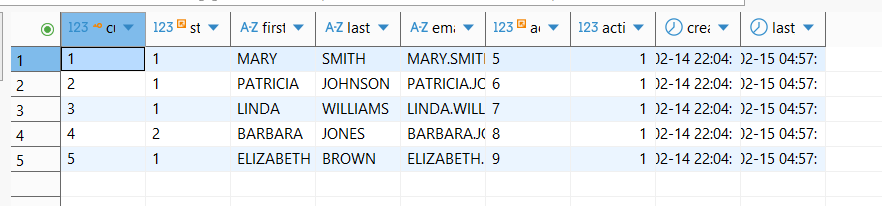 123 cu 123 st A-Z first A-Z last A-Z ema 123 ac 123 acti crea last
1 1 1 MARY SMITH MARY.SMIT 5 1 02-14 22:04: 02-15 04:57:
2 2 1 PATRICIA JOHNSON PATRICIA.JO 6 1 02-14 22:04: 02-15 04:57:
3 3 1 LINDA WILLIAMS LINDA.WILL 7 1 02-14 22:04: 02-15 04:57:
4 4 2 BARBARA JONES BARBARA.JO 8 1 02-14 22:04: 02-15 04:57:
5 5 1 ELIZABETH BROWN ELIZABETH. 9 1 02-14 22:04: 02-15 04:57: